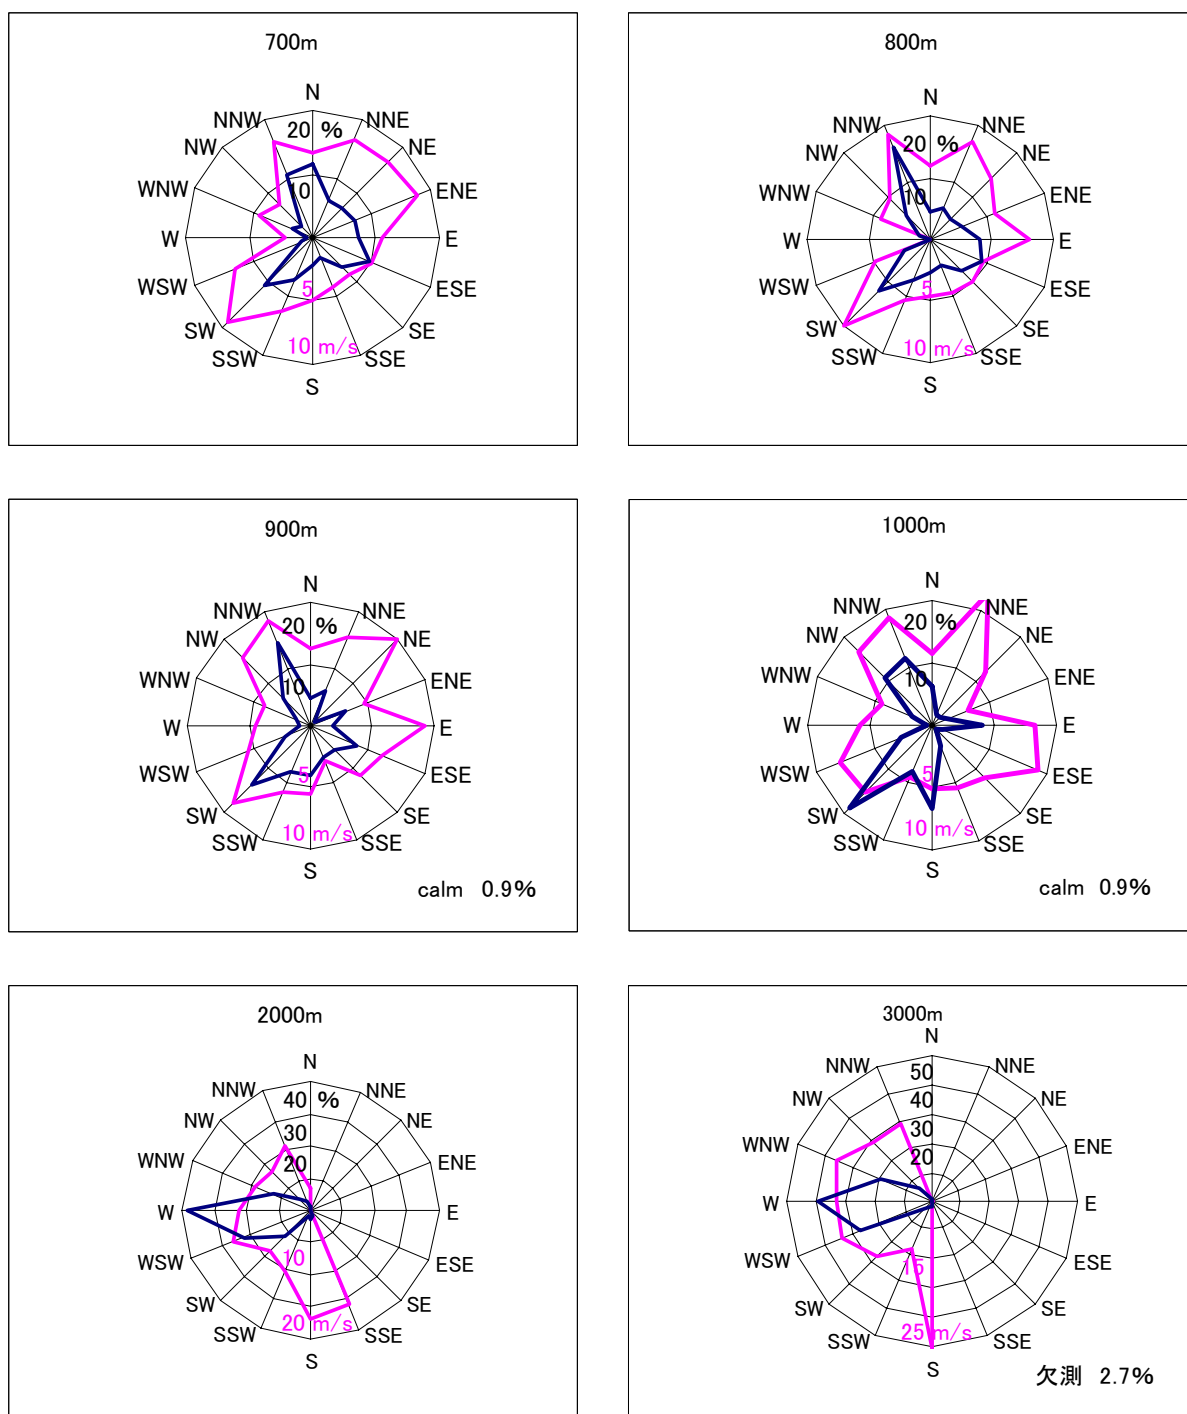 700m
N
NNW
NNE
20 %
NW
NE
WNW
10
ENE
W
E
WSW
5
ESE
SW
SE
10 m/s
SSW
SSE
S
800m
N
NNW
NNE
20 %
NW
NE
WNW
10
ENE
W
E
WSW
5
ESE
SW
SE
10 m/s
SSW
SSE
S
900m
N
NNW
NNE
20 %
NW
NE
WNW
10
ENE
W
E
WSW
5
ESE
SW
SE
10 m/s
SSW
SSE
S
calm 0.9%
1000m
N
NNW
NNE
20 %
NW
NE
WNW
10
ENE
W
E
WSW
5
ESE
SW
SE
10 m/s
SSW
SSE
S
calm 0.9%
2000m
N
NNW
NNE
40 %
NW
NE
30
WNW
20
ENE
W
E
WSW
10
ESE
SW
SE
20 m/s
SSW
SSE
S
3000m
N
NNW
NNE
50
NW
NE
40
30
WNW
20
ENE
W
E
WSW
15
ESE
SW
SE
25 m/s
SSW
SSE
S
欠測 2.7%